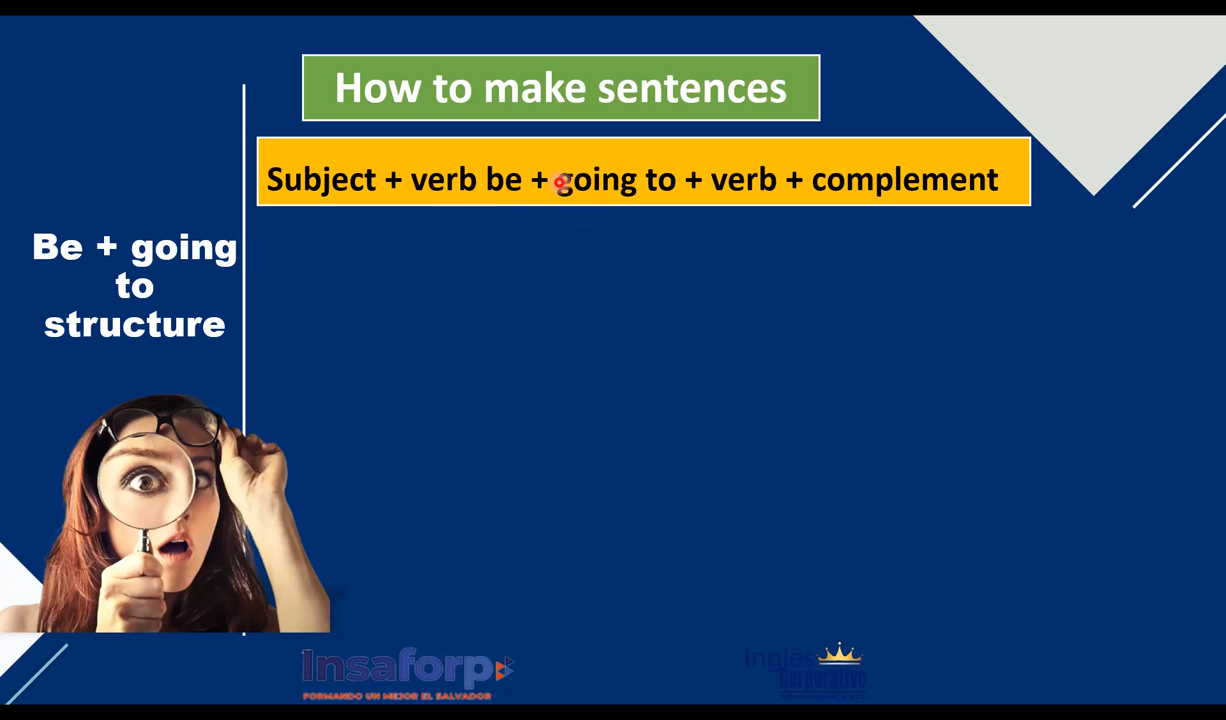 How to make sentences
Subject + verb be + going to + verb + complement
Be + going
to
structure
Insaforp
FORMANDO UN MEJOR EL SALVADOR
Inglés
Corporativo